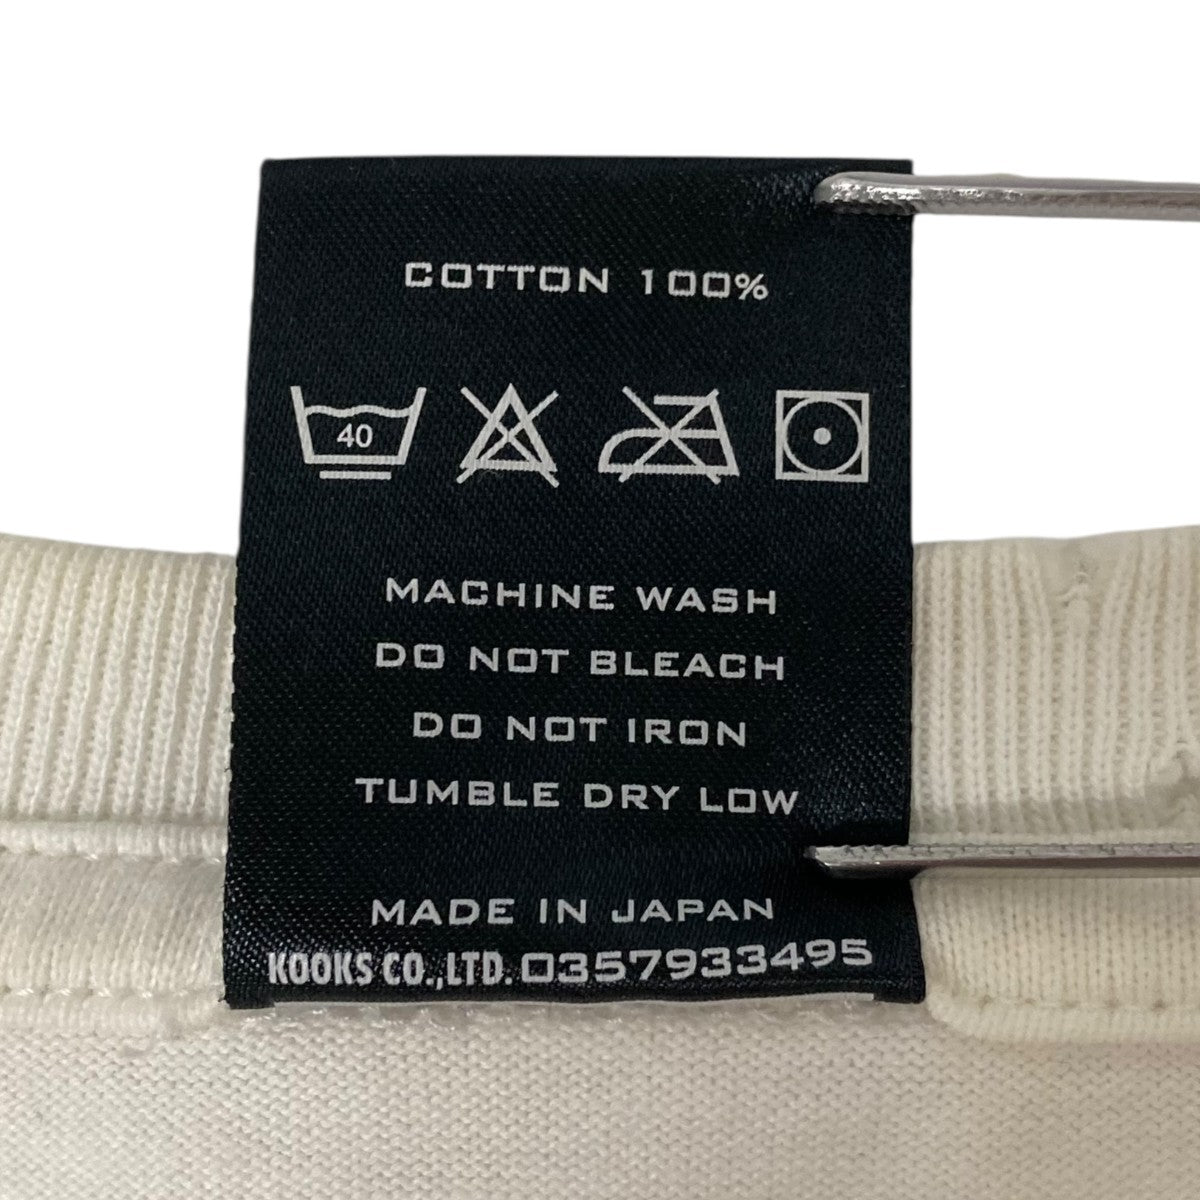 COTTON 100%
40
MACHINE WASH
DO NOT BLEACH
DO NOT IRON
TUMBLE DRY LOW
MADE IN JAPAN
KOOKS CO.,LTD. 0357933495